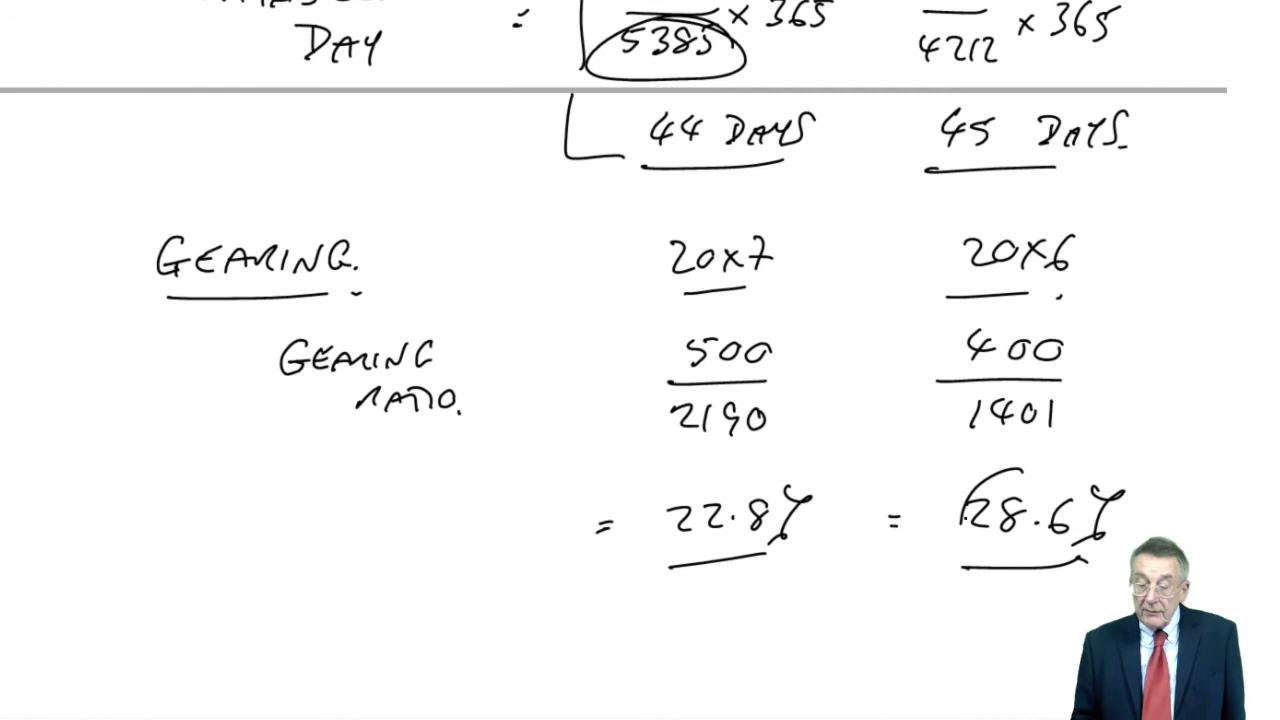 DAY : 5385 x 365 4212 x 365
44 DAYS 45 DAYS.
GEARING. 20x7 20x6
GEARING 500 400
RATIO. 2190 1401
= 22.8% = 28.6%